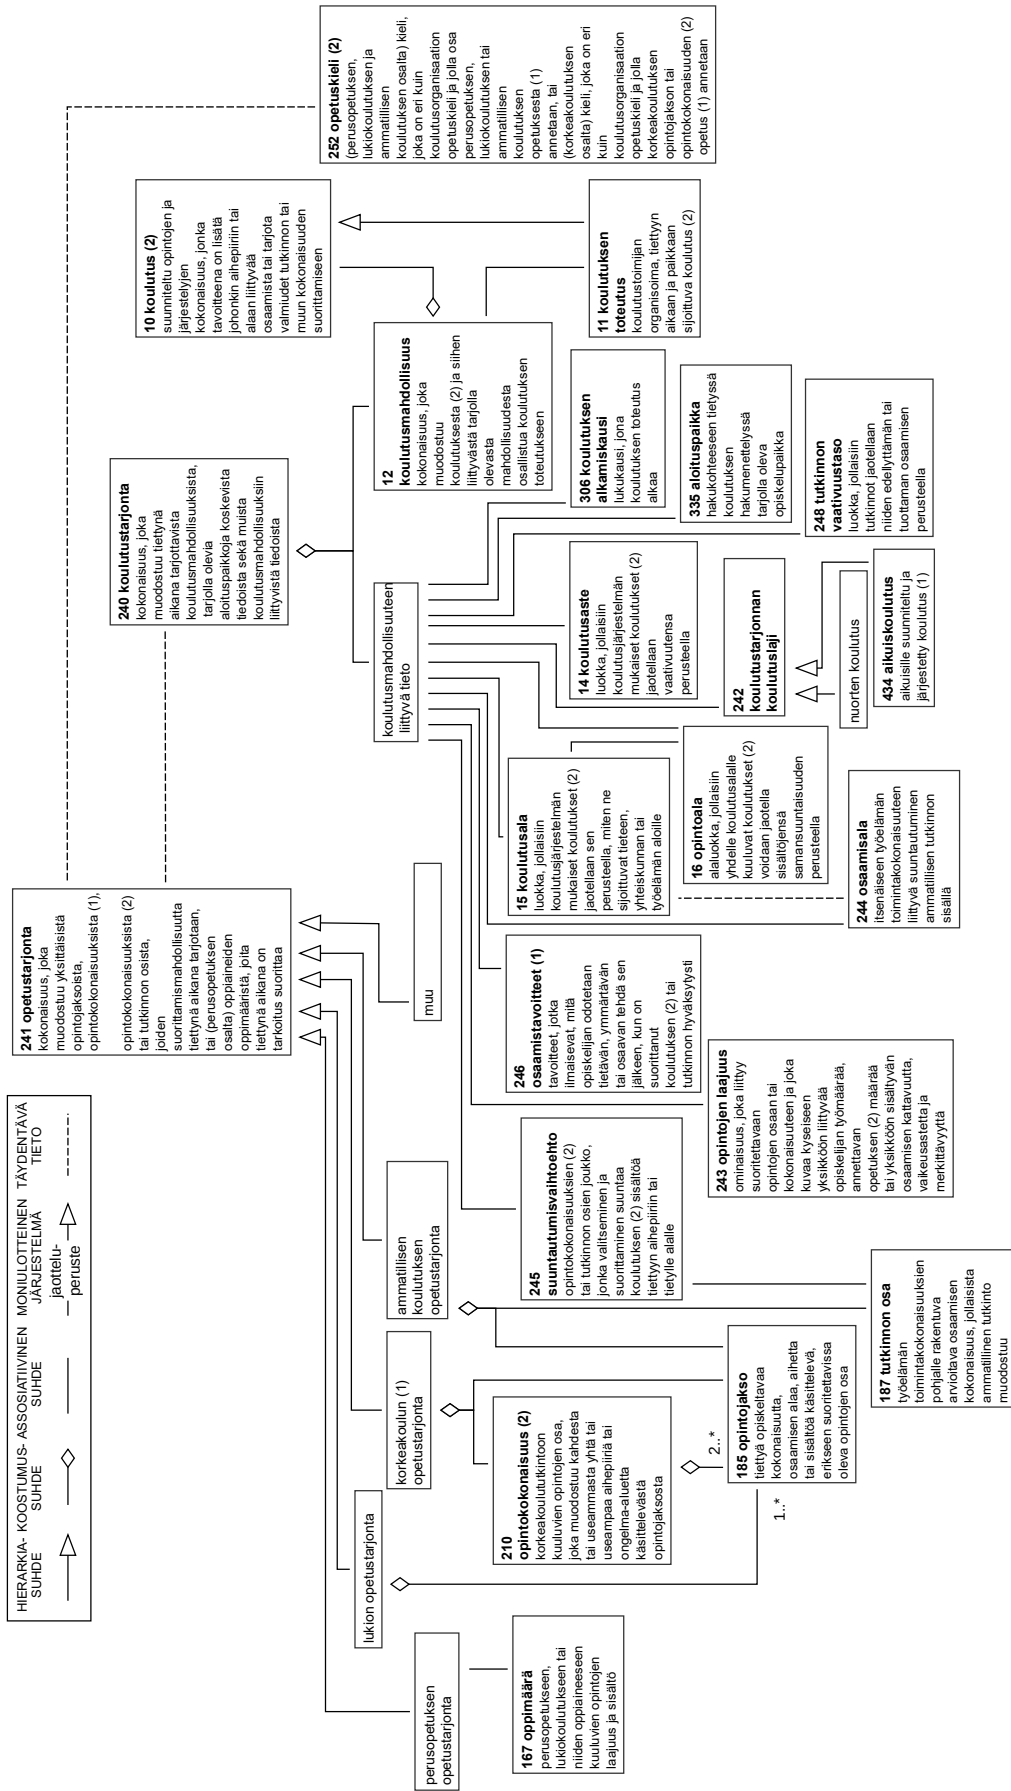 HIERARKIA-
SUHDE
KOOSTUMUS-
SUHDE
ASSOSIATIIVINEN
SUHDE
MONIULOTTEINEN
JÄRJESTELMÄ
jaottelu-
peruste
TÄYDENTÄVÄ
TIETO
241 opetustarjonta
kokonaisuus, joka
muodostuu yksittäisistä
opintojaksoista,
opintokokonaisuuksista (1),
opintokokonaisuuksista (2)
tai tutkinnon osista,
joiden
suorittamismahdollisuutta
tiettynä aikana tarjotaan,
tai (perusopetuksen
osalta) oppiaineiden
oppimääristä, joita
tiettynä aikana on
tarkoitus suorittaa
240 koulutustarjonta
kokonaisuus, joka
muodostuu tiettynä
aikana tarjottavista
koulutusmahdollisuuksista,
tarjolla olevia
aloituspaikkoja koskevista
tiedoista sekä muista
koulutusmahdollisuuksiin
liittyvistä tiedoista
10 koulutus (2)
suunniteltu opintojen ja
järjestelyjen
kokonaisuus, jonka
tavoitteena on lisätä
johonkin aihepiiriin tai
alaan liittyvää
osaamista tai tarjota
valmiudet tutkinnon tai
muun kokonaisuuden
suorittamiseen
252 opetuskieli (2)
(perusopetuksen,
lukiokoulutuksen ja
ammatillisen
koulutuksen osalta) kieli,
joka on eri kuin
koulutusorganisaation
opetuskieli ja jolla osa
perusopetuksen,
lukiokoulutuksen tai
ammatillisen
koulutuksen
opetuksesta (1)
annetaan, tai
(korkeakoulutuksen
osalta) kieli, joka on eri
kuin
koulutusorganisaation
opetuskieli ja jolla
korkeakoulutuksen
opintojakson tai
opintokokonaisuuden (2)
opetus (1) annetaan
perusopetuksen
opetustarjonta
lukion opetustarjonta
korkeakoulun (1)
opetustarjonta
ammatillisen
koulutuksen
opetustarjonta
muu
koulutusmahdollisuuteen
liittyvä tieto
12
koulutusmahdollisuus
kokonaisuus, joka
muodostuu
koulutuksesta (2) ja siihen
liittyvästä tarjolla
olevasta
mahdollisuudesta
osallistua koulutuksen
toteutukseen
11 koulutuksen
toteutus
koulutustoimijan
organisoima, tiettyyn
aikaan ja paikkaan
sijoittuva koulutus (2)
167 oppimäärä
perusopetukseen,
lukiokoulutukseen tai
niiden oppiaineeseen
kuuluvien opintojen
laajuus ja sisältö
210
opintokokonaisuus (2)
korkeakoulututkintoon
kuuluvien opintojen osa,
joka muodostuu kahdesta
tai useammasta yhtä tai
useampaa aihepiiriä tai
ongelma-aluetta
käsittelevästä
opintojaksosta
245
suuntautumisvaihtoehto
opintokokonaisuuksien (2)
tai tutkinnon osien joukko,
jonka valitseminen ja
suorittaminen suuntaa
koulutuksen (2) sisältöä
tiettyyn aihepiiriin tai
tietylle alalle
246
osaamistavoitteet (1)
tavoitteet, jotka
ilmaisevat, mitä
opiskelijan odotetaan
tietävän, ymmärtävän
tai osaavan tehdä sen
jälkeen, kun on
suorittanut
koulutuksen (2) tai
tutkinnon hyväksytysti
15 koulutusala
luokka, jollaisiin
koulutusjärjestelmän
mukaiset koulutukset (2)
jaotellaan sen
perusteella, miten ne
sijoittuvat tieteen,
yhteiskunnan tai
työelämän aloille
14 koulutusaste
luokka, jollaisiin
koulutusjärjestelmän
mukaiset koulutukset (2)
jaotellaan
vaativuutensa
perusteella
306 koulutuksen
alkamiskausi
lukukausi, jona
koulutuksen toteutus
alkaa
335 aloituspaikka
hakukohteeseen tietyssä
koulutuksen
hakumenettelyssä
tarjolla oleva
opiskelupaikka
2..*
1..*
185 opintojakso
tiettyä opiskeltavaa
kokonaisuutta,
osaamisen alaa, aihetta
tai sisältöä käsittelevä,
erikseen suoritettavissa
oleva opintojen osa
243 opintojen laajuus
ominaisuus, joka liittyy
suoritettavaan
opintojen osaan tai
kokonaisuuteen ja joka
kuvaa kyseiseen
yksikköön liittyvää
opiskelijan työmäärää,
annettavan
opetuksen (2) määrää
tai yksikköön sisältyvän
osaamisen kattavuutta,
vaikeusastetta ja
merkittävyyttä
16 opintoala
alaluokka, jollaisiin
yhdelle koulutusalalle
kuuluvat koulutukset (2)
voidaan jaotella
sisältöjensä
samansuuntaisuuden
perusteella
242
koulutustarjonnan
koulutuslaji
248 tutkinnon
vaativuustaso
luokka, jollaisiin
tutkinnot jaotellaan
niiden edellyttämän tai
tuottaman osaamisen
perusteella
187 tutkinnon osa
työelämän
toimintakokonaisuuksien
pohjalle rakentuva
arvioitava osaamisen
kokonaisuus, jollaisista
ammatillinen tutkinto
muodostuu
244 osaamisala
itsenäiseen työelämän
toimintakokonaisuuteen
liittyvä suuntautuminen
ammatillisen tutkinnon
sisällä
nuorten koulutus
434 aikuiskoulutus
aikuisille suunniteltu ja
järjestetty koulutus (1)